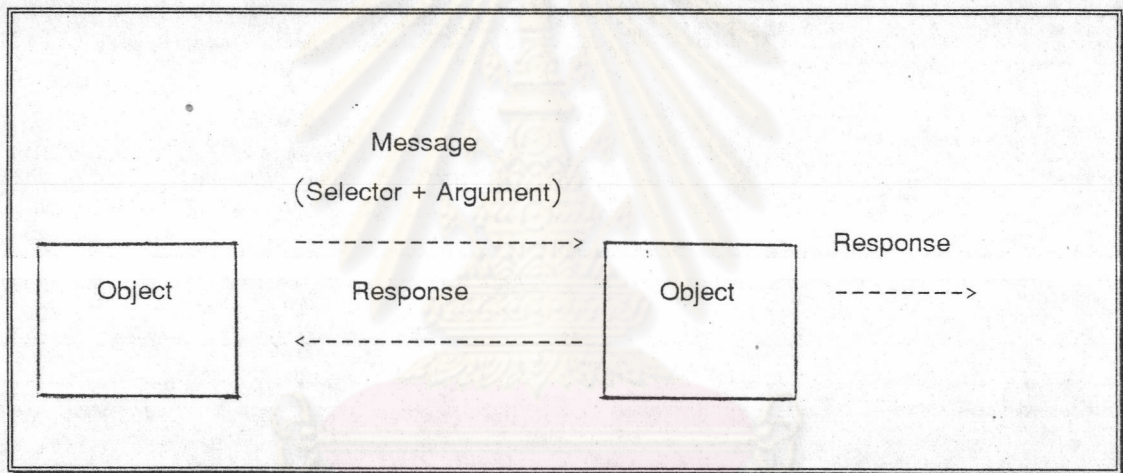 Message
(Selector + Argument)
Response
Object
Response
Object